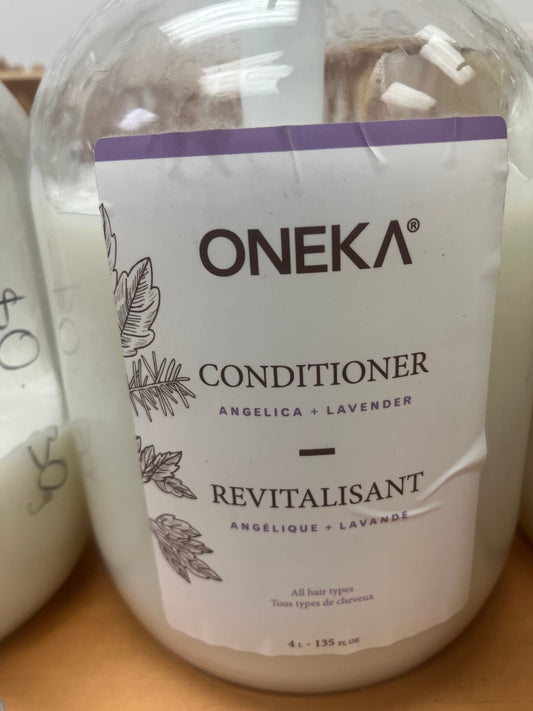 ONEKA®
CONDITIONER
ANGELICA + LAVENDER
REVITALISANT
ANGÉLIQUE + LAVANDE
All hair types
Tous types de cheveux
4 L - 135 FL OZ